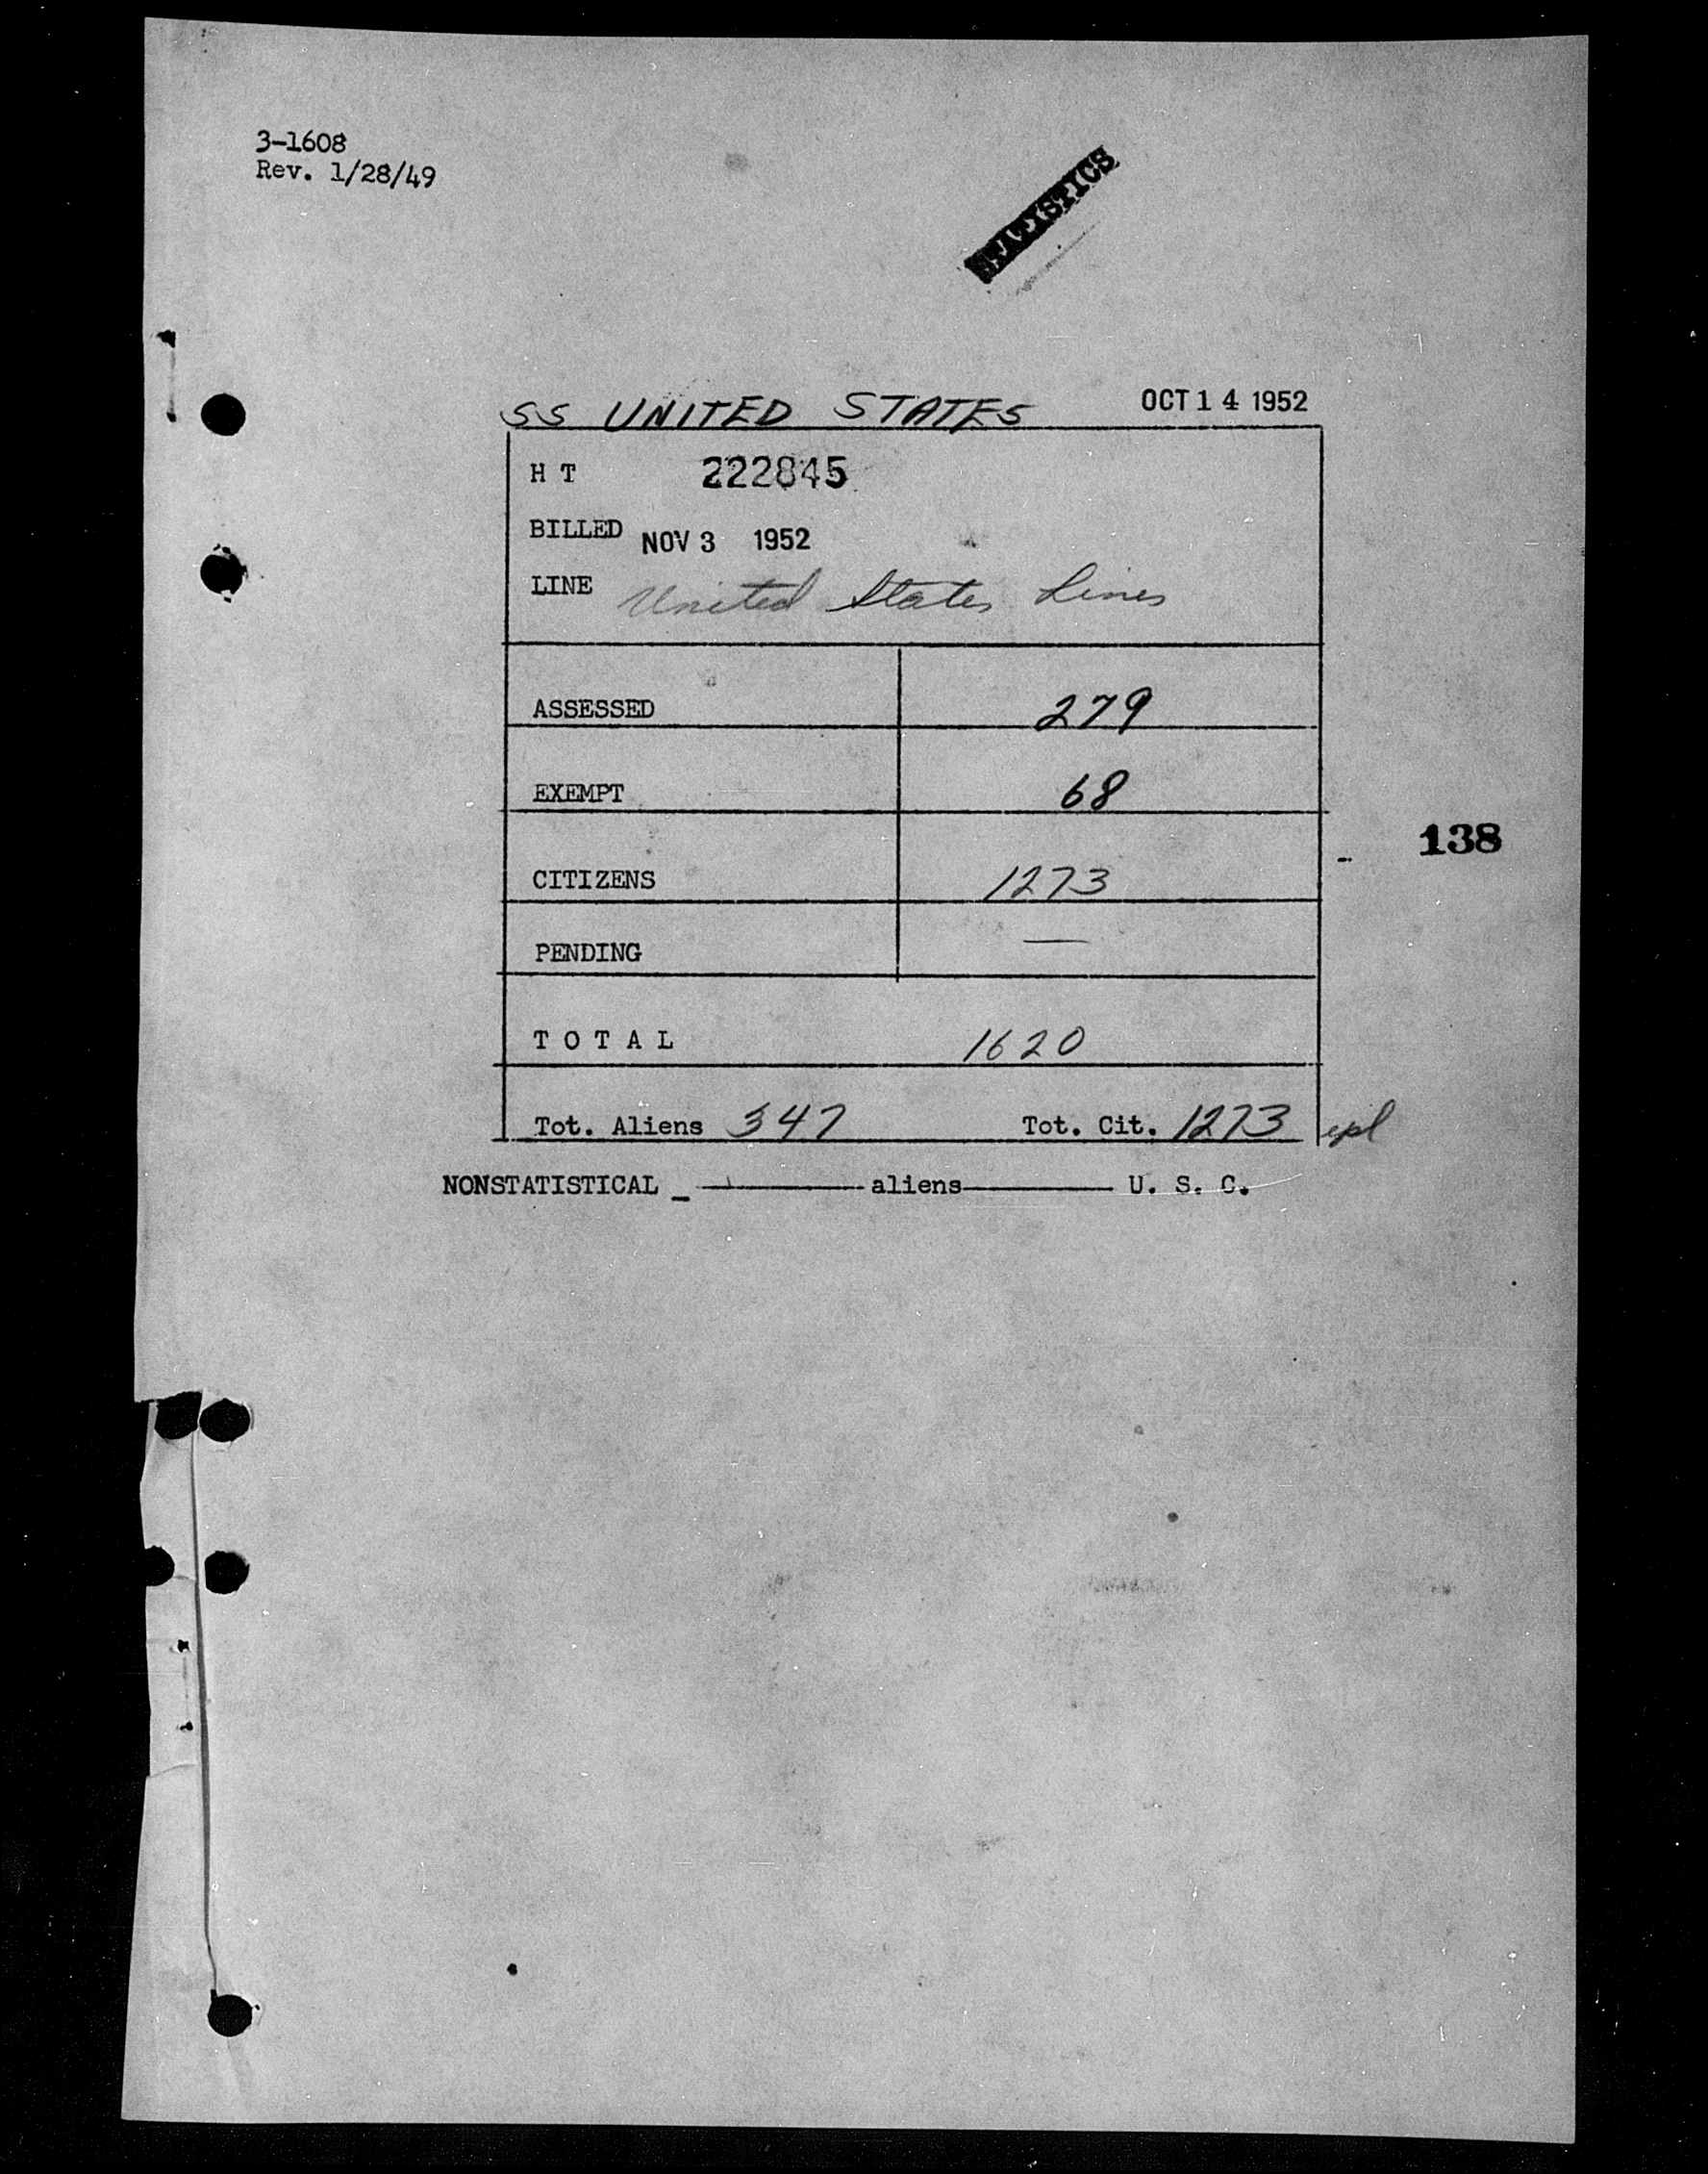 3-1608
Rev. 1/28/49
STATISTICS
SS UNITED STATES OCT 14 1952
H T 222845
BILLED NOV 3 1952
LINE United States Lines
ASSESSED 279
EXEMPT 68
138
CITIZENS 1273
PENDING —
T O T A L 1620
Tot. Aliens 347 Tot. Cit. 1273
NONSTATISTICAL _ ———— aliens ———— U. S. C.